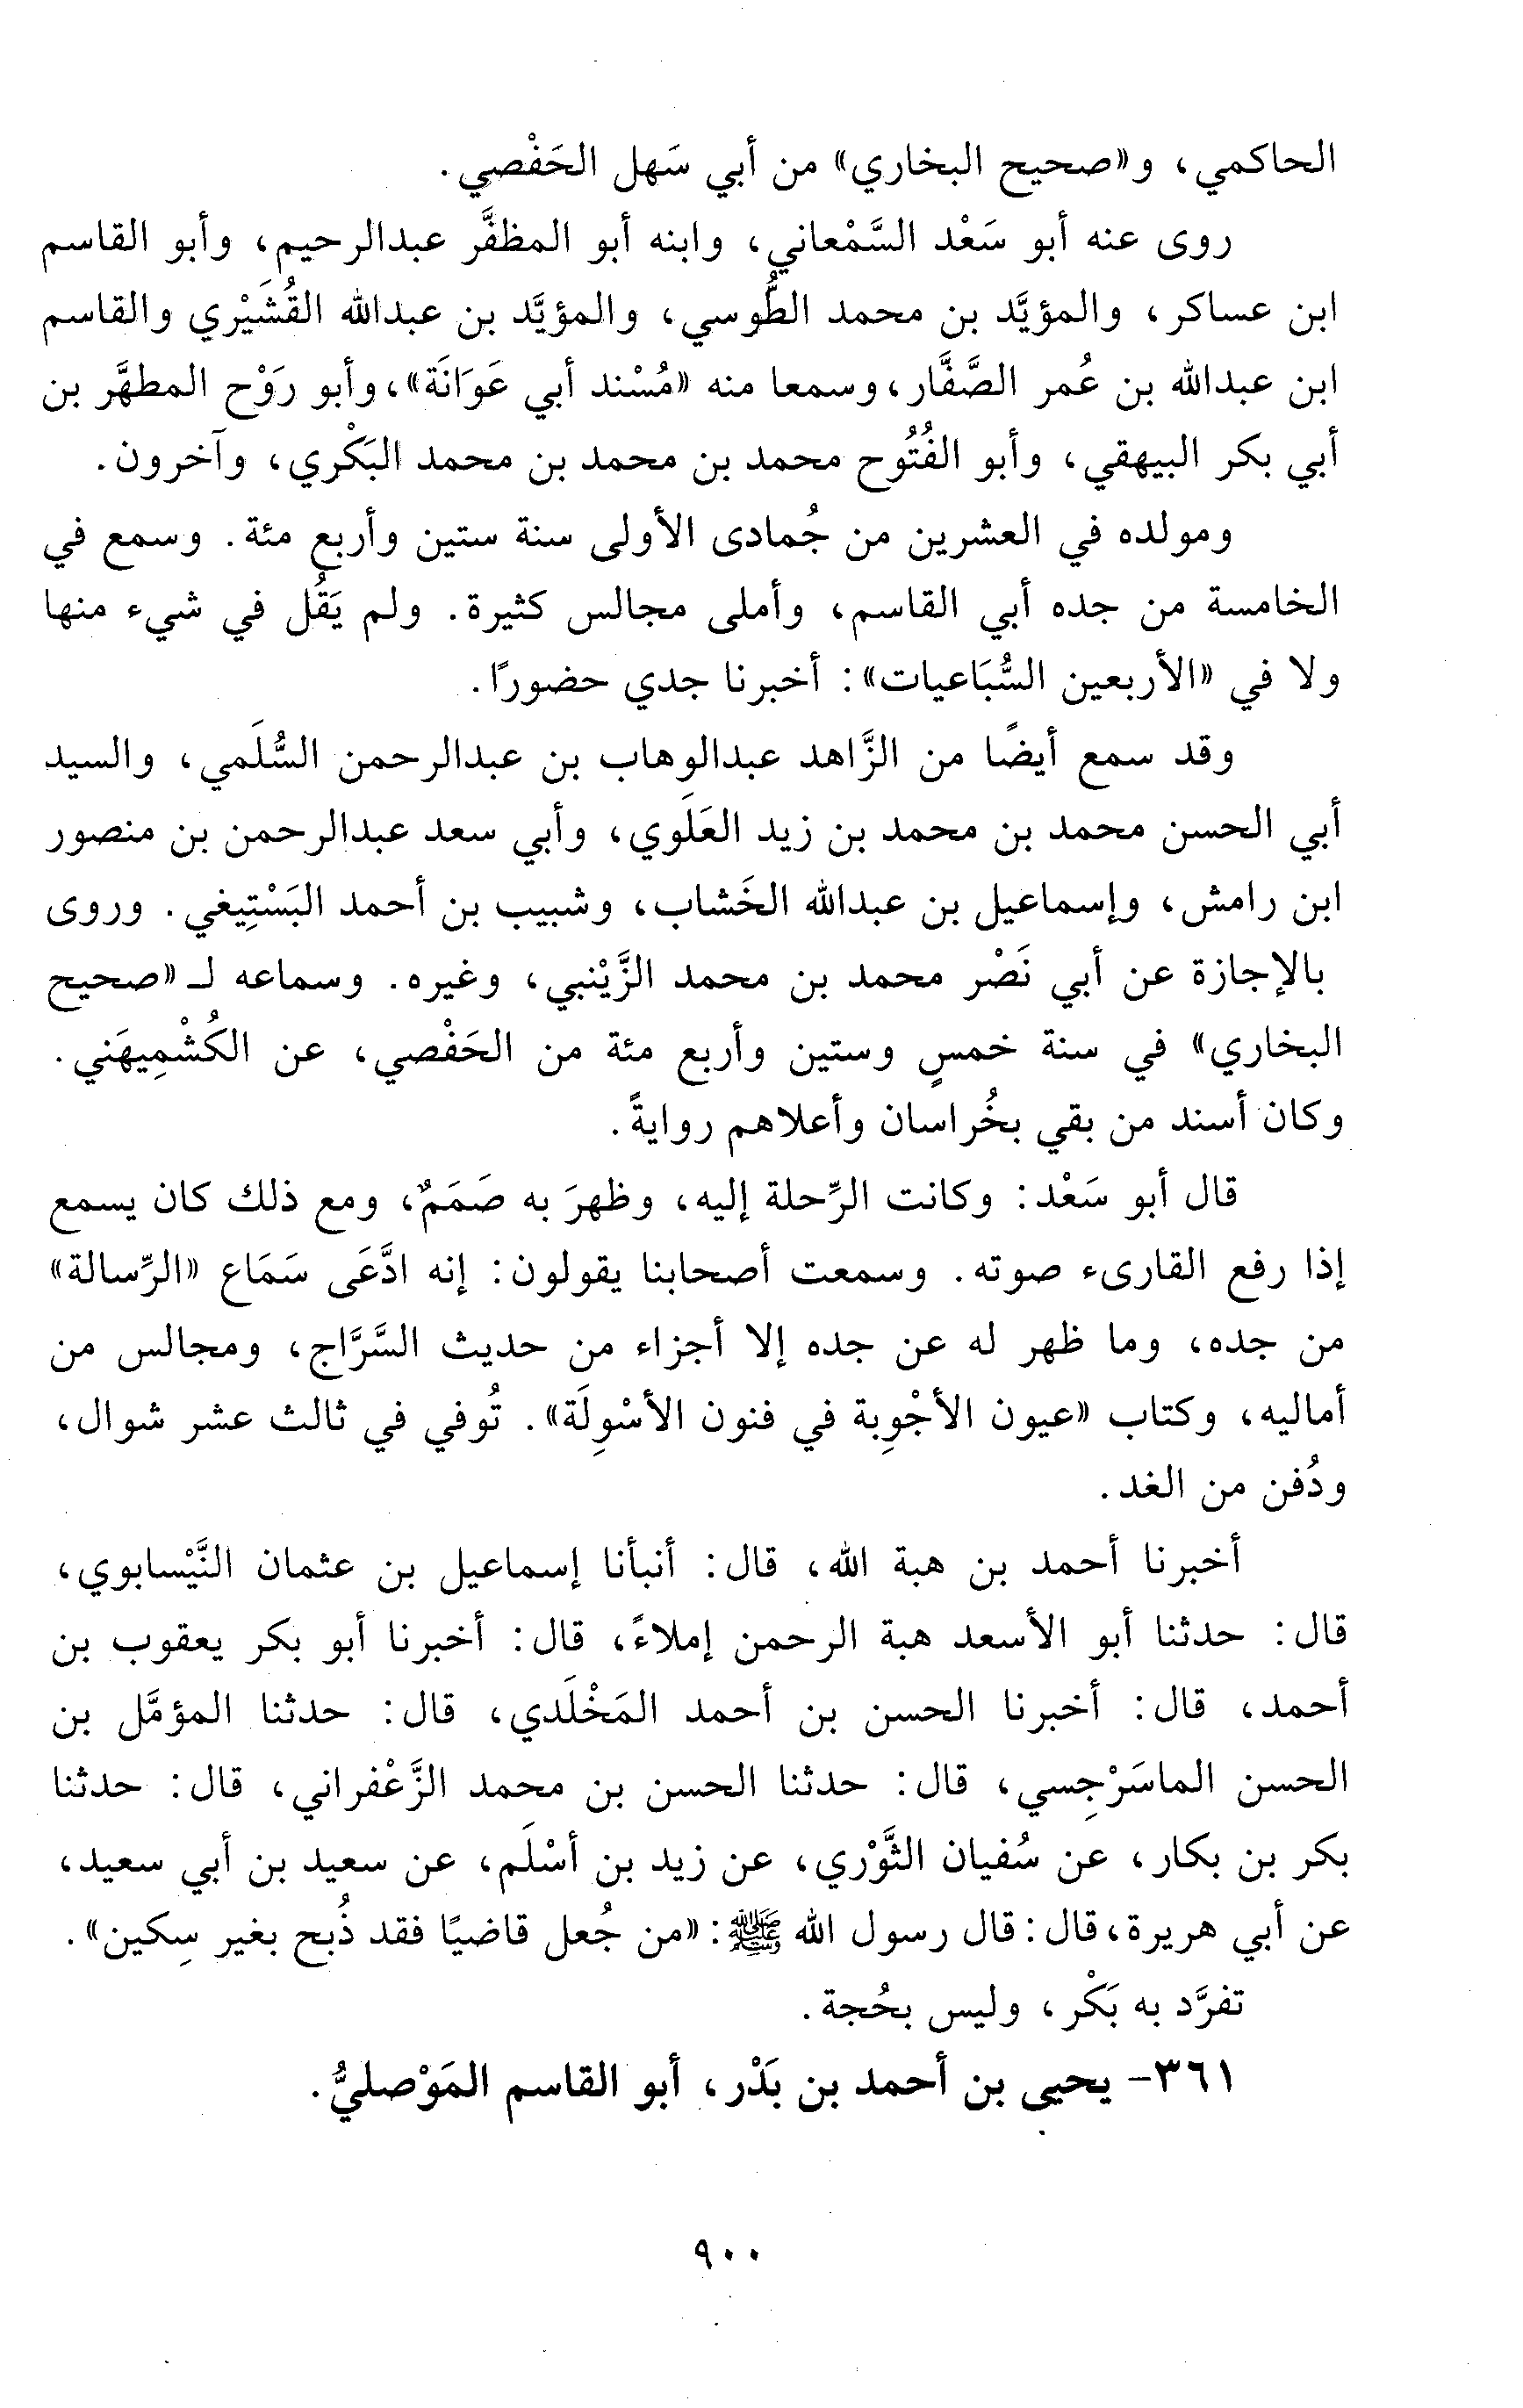 الحاكمي، و«صحيح البخاري» من أبي سَهل الحَفْصي.
روى عنه أبو سَعْد السَّمْعاني، وابنه أبو المظفَّر عبدالرحيم، وأبو القاسم
ابن عساكر، والمؤيَّد بن محمد الطُّوسي، والمؤيَّد بن عبدالله القُشَيْري والقاسم
ابن عبدالله بن عُمر الصَّفَّار، وسمعا منه «مُسْند أبي عَوَانَة»، وأبو رَوْح المطهَّر بن
أبي بكر البيهقي، وأبو الفُتُوح محمد بن محمد بن محمد البَكْري، وآخرون.
ومولده في العشرين من جُمادى الأولى سنة ستين وأربع مئة. وسمع في
الخامسة من جده أبي القاسم، وأملى مجالس كثيرة. ولم يَقُل في شيء منها
ولا في «الأربعين السُّبَاعيات»: أخبرنا جدي حضورًا.
وقد سمع أيضًا من الزَّاهد عبدالوهاب بن عبدالرحمن السُّلَمي، والسيد
أبي الحسن محمد بن محمد بن زيد العَلَوي، وأبي سعد عبدالرحمن بن منصور
ابن رامش، وإسماعيل بن عبدالله الخَشاب، وشبيب بن أحمد البَسْتِيغي. وروى
بالإجازة عن أبي نَصْر محمد بن محمد الزَّيْنبي، وغيره. وسماعه لـ «صحيح
البخاري» في سنة خمسٍ وستين وأربع مئة من الحَفْصي، عن الكُشْمِيهَني.
وكان أسند من بقي بخُراسان وأعلاهم روايةً.
قال أبو سَعْد: وكانت الرِّحلة إليه، وظهرَ به صَمَمٌ، ومع ذلك كان يسمع
إذا رفع القارىء صوته. وسمعت أصحابنا يقولون: إنه ادَّعَى سَمَاع «الرِّسالة»
من جده، وما ظهر له عن جده إلا أجزاء من حديث السَّرَّاج، ومجالس من
أماليه، وكتاب «عيون الأجْوِبة في فنون الأسْوِلَة». تُوفي في ثالث عشر شوال،
ودُفن من الغد.
أخبرنا أحمد بن هبة الله، قال: أنبأنا إسماعيل بن عثمان النَّيْسابوي،
قال: حدثنا أبو الأسعد هبة الرحمن إملاءً، قال: أخبرنا أبو بكر يعقوب بن
أحمد، قال: أخبرنا الحسن بن أحمد المَخْلَدي، قال: حدثنا المؤمَّل بن
الحسن الماسَرْجِسي، قال: حدثنا الحسن بن محمد الزَّعْفراني، قال: حدثنا
بكر بن بكار، عن سُفيان الثَّوْري، عن زيد بن أسْلَم، عن سعيد بن أبي سعيد،
عن أبي هريرة، قال: قال رسول الله ﷺ: «من جُعل قاضيًا فقد ذُبح بغير سِكين».
تفرَّد به بَكْر، وليس بحُجة.
٣٦١- يحيى بن أحمد بن بَدْر، أبو القاسم المَوْصليُّ.
٩٠٠